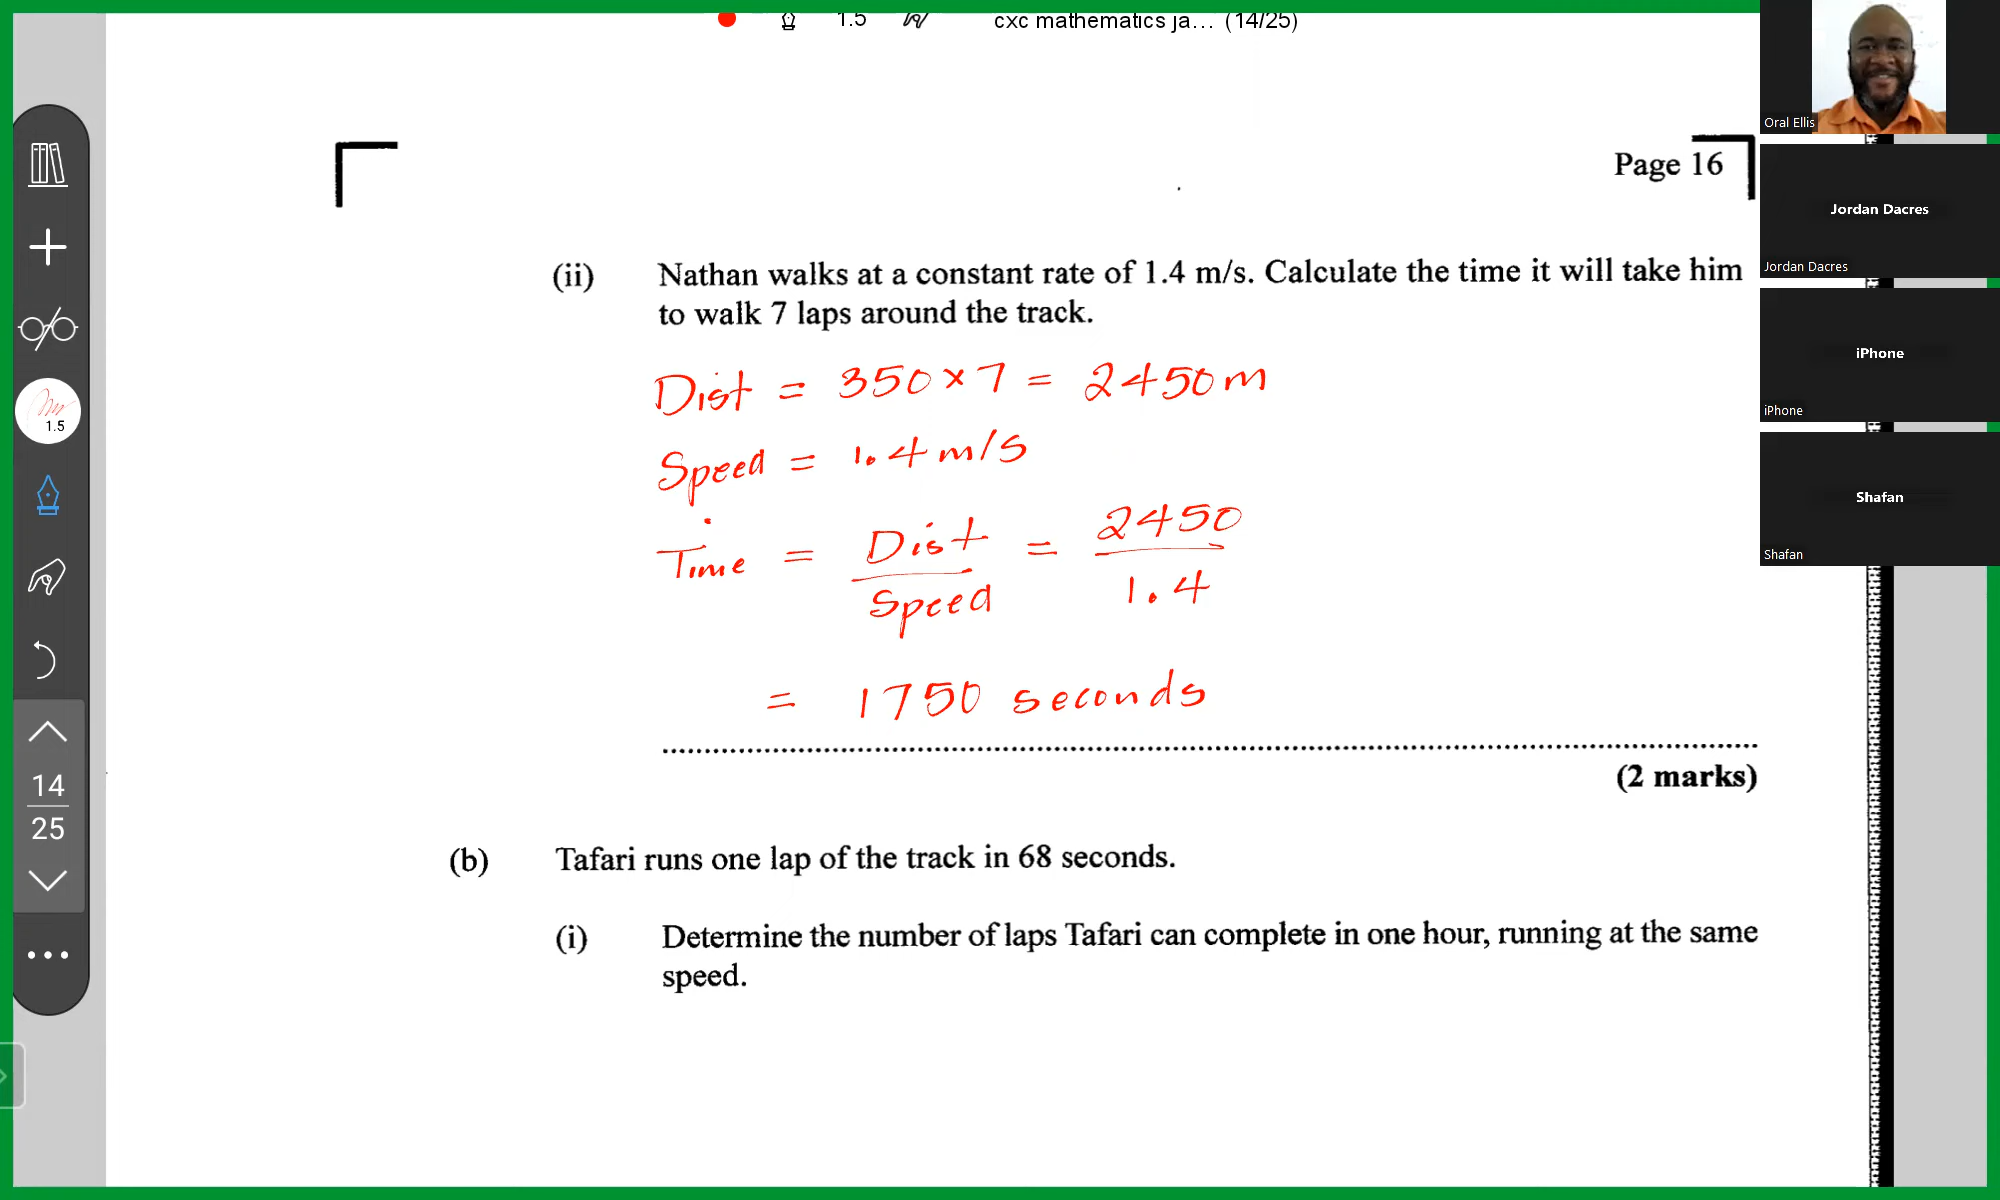 1.5 cxc mathematics ja... (14/25)
Oral Ellis
Page 16
Jordan Dacres
Jordan Dacres
iPhone
iPhone
Shafan
Shafan
1.5
14
25
(ii) Nathan walks at a constant rate of 1.4 m/s. Calculate the time it will take him
to walk 7 laps around the track.
Dist = 350 × 7 = 2450 m
Speed = 1.4 m/s
Time = Dist/Speed = 2450/1.4
= 1750 seconds
(2 marks)
(b) Tafari runs one lap of the track in 68 seconds.
(i) Determine the number of laps Tafari can complete in one hour, running at the same
speed.